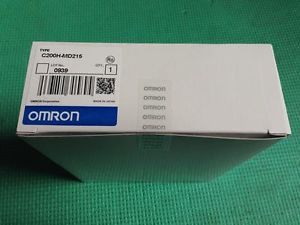 TYPE
C200H-MD215
LOT No.
QTY.
0939
1
OMRON Corporation
MADE IN JAPAN
OMRON
OMRON
OMRON
OMRON
OMRON
OMRON